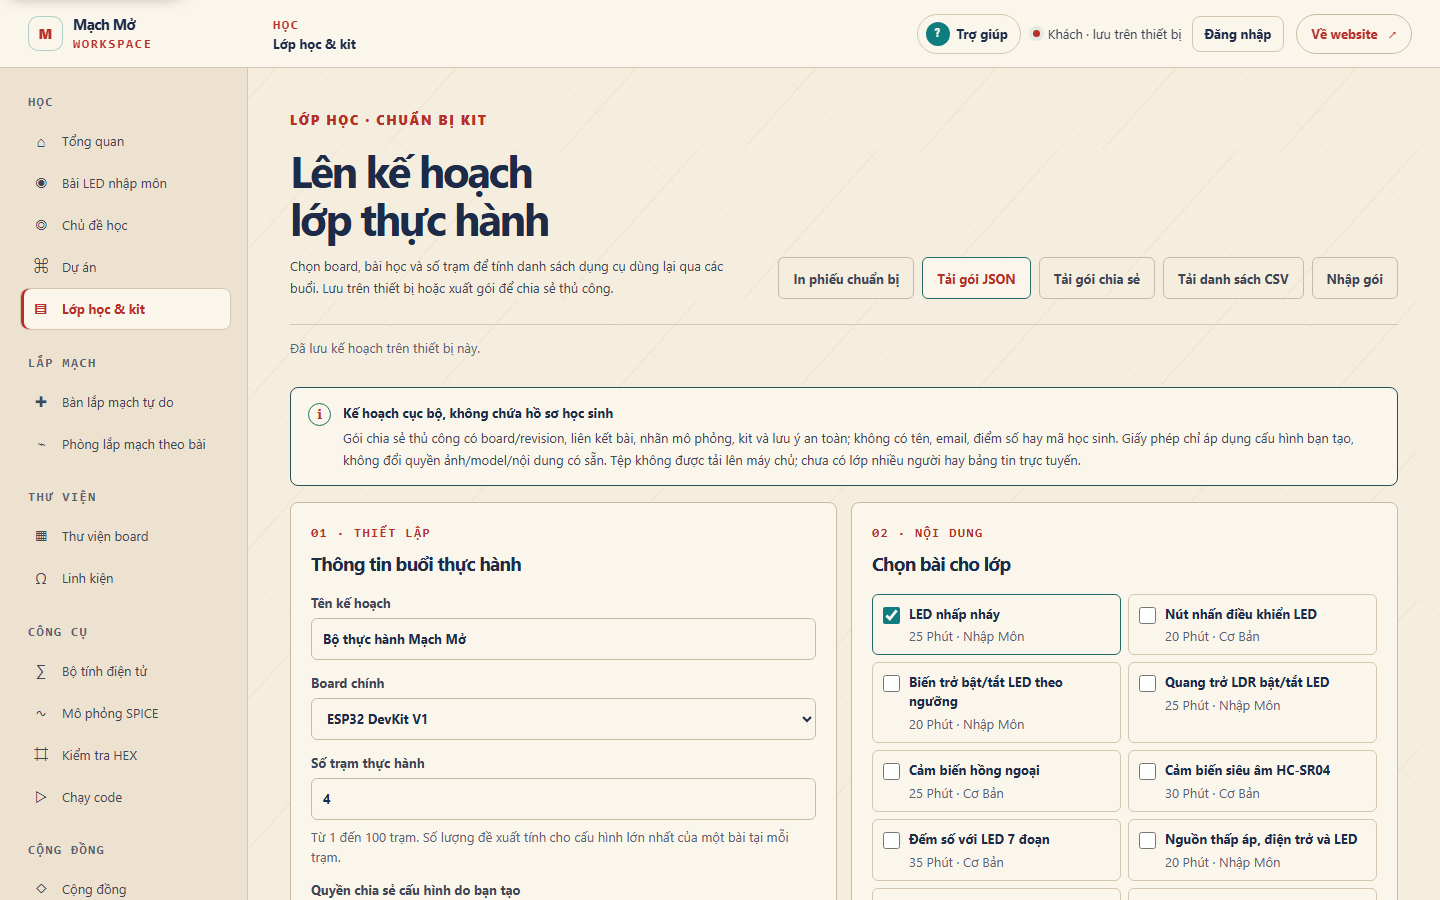 M
Mạch Mở
WORKSPACE
HỌC
Lớp học & kit
? Trợ giúp
Khách · lưu trên thiết bị
Đăng nhập
Về website ↗
HỌC
Tổng quan
Bài LED nhập môn
Chủ đề học
Dự án
Lớp học & kit
LẮP MẠCH
Bàn lắp mạch tự do
Phòng lắp mạch theo bài
THƯ VIỆN
Thư viện board
Linh kiện
CÔNG CỤ
Bộ tính điện tử
Mô phỏng SPICE
Kiểm tra HEX
Chạy code
CỘNG ĐỒNG
Cộng đồng
LỚP HỌC · CHUẨN BỊ KIT
Lên kế hoạch
lớp thực hành
Chọn board, bài học và số trạm để tính danh sách dụng cụ dùng lại qua các
buổi. Lưu trên thiết bị hoặc xuất gói để chia sẻ thủ công.
In phiếu chuẩn bị
Tải gói JSON
Tải gói chia sẻ
Tải danh sách CSV
Nhập gói
Đã lưu kế hoạch trên thiết bị này.
i
Kế hoạch cục bộ, không chứa hồ sơ học sinh
Gói chia sẻ thủ công có board/revision, liên kết bài, nhãn mô phỏng, kit và lưu ý an toàn; không có tên, email, điểm số hay mã học sinh. Giấy phép chỉ áp dụng cấu hình bạn tạo,
không đổi quyền ảnh/model/nội dung có sẵn. Tệp không được tải lên máy chủ; chưa có lớp nhiều người hay bảng tin trực tuyến.
01 · THIẾT LẬP
Thông tin buổi thực hành
Tên kế hoạch
Bộ thực hành Mạch Mở
Board chính
ESP32 DevKit V1
Số trạm thực hành
4
Từ 1 đến 100 trạm. Số lượng đề xuất tính cho cấu hình lớn nhất của một bài tại mỗi
trạm.
Quyền chia sẻ cấu hình do bạn tạo
02 · NỘI DUNG
Chọn bài cho lớp
LED nhấp nháy
25 Phút · Nhập Môn
Nút nhấn điều khiển LED
20 Phút · Cơ Bản
Biến trở bật/tắt LED theo
ngưỡng
20 Phút · Nhập Môn
Quang trở LDR bật/tắt LED
25 Phút · Nhập Môn
Cảm biến hồng ngoại
25 Phút · Cơ Bản
Cảm biến siêu âm HC-SR04
30 Phút · Cơ Bản
Đếm số với LED 7 đoạn
35 Phút · Cơ Bản
Nguồn thấp áp, điện trở và LED
20 Phút · Nhập Môn